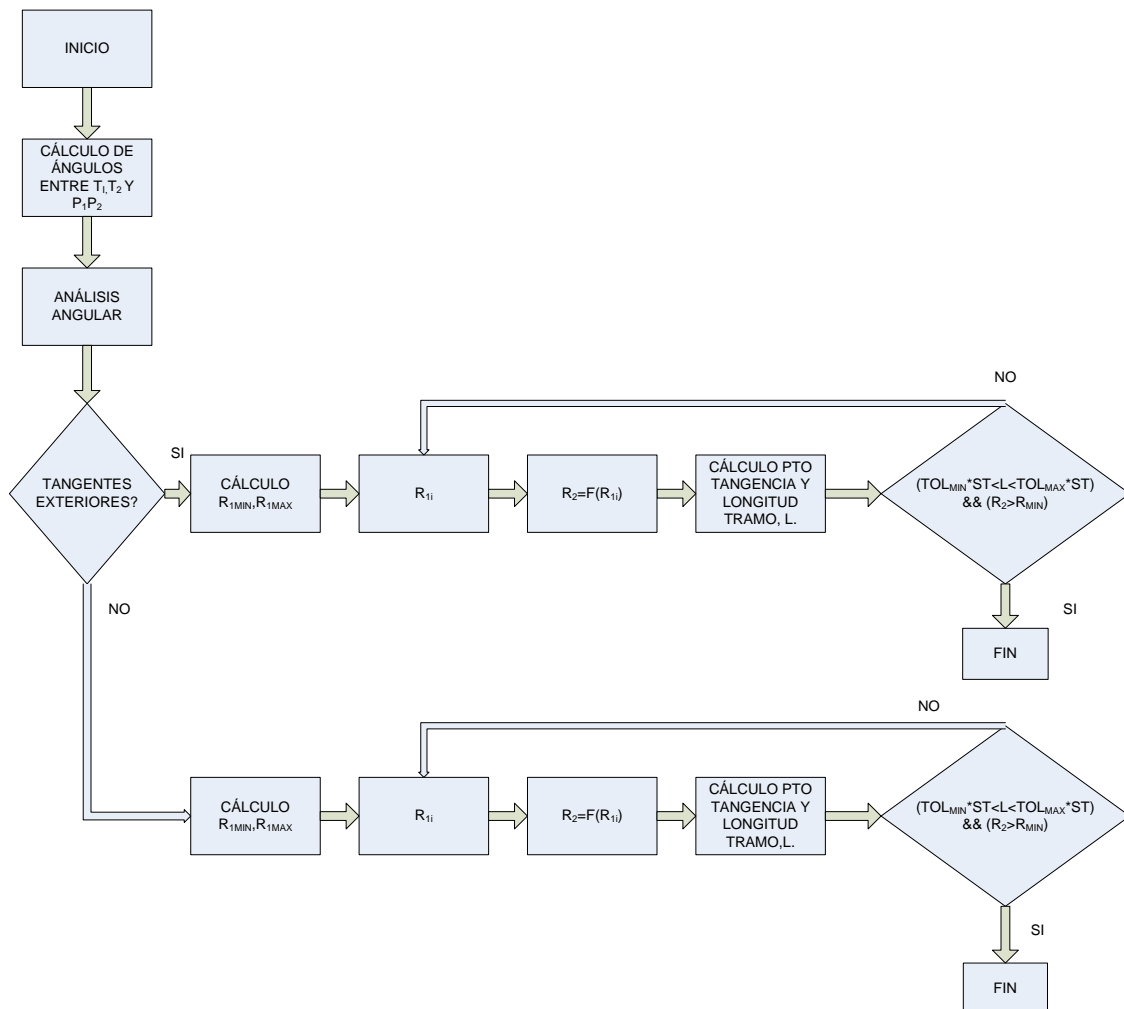 INICIO
CÁLCULO DE
ÁNGULOS
ENTRE T₁,T₂ Y
P₁P₂
ANÁLISIS
ANGULAR
TANGENTES
EXTERIORES?
SI
CÁLCULO
R₁MIN,R₁MAX
R₁ᵢ
R₂=F(R₁ᵢ)
CÁLCULO PTO
TANGENCIA Y
LONGITUD
TRAMO, L.
NO
(TOLMIN*ST<L<TOLMAX*ST)
&& (R₂>RMIN)
SI
FIN
NO
CÁLCULO
R₁MIN,R₁MAX
R₁ᵢ
R₂=F(R₁ᵢ)
CÁLCULO PTO
TANGENCIA Y
LONGITUD
TRAMO,L.
NO
(TOLMIN*ST<L<TOLMAX*ST)
&& (R₂>RMIN)
SI
FIN